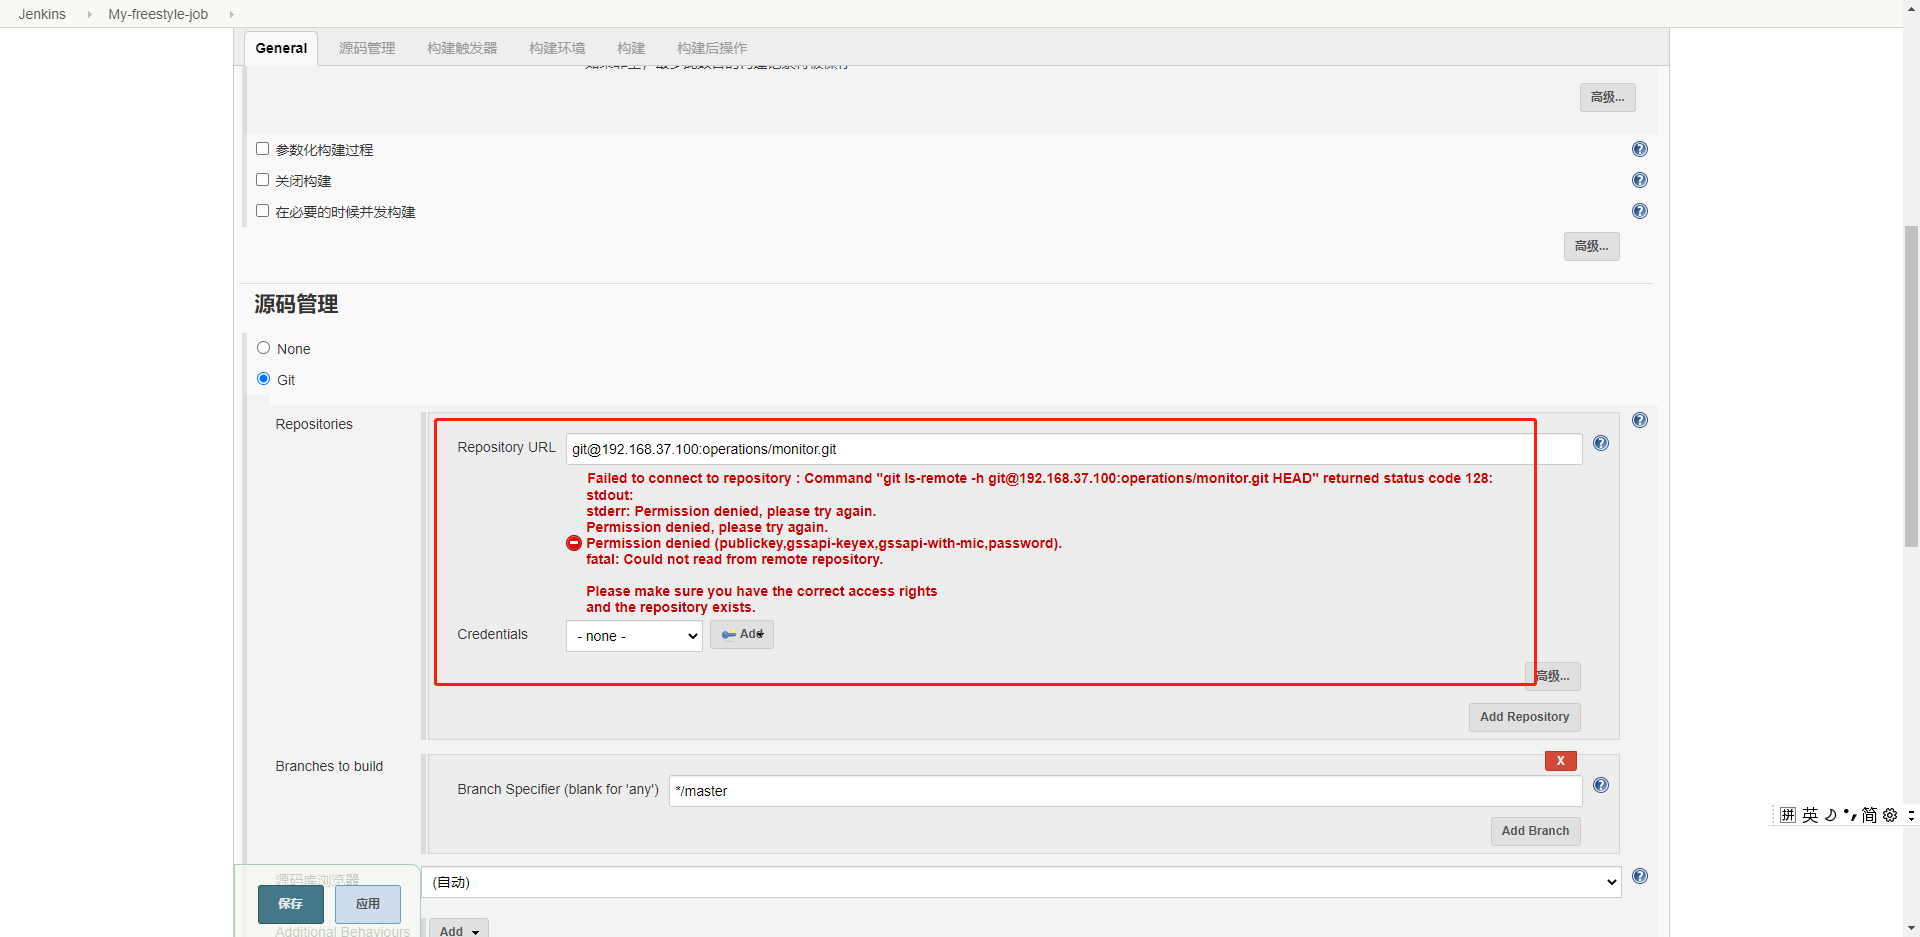 Jenkins
My-freestyle-job
General
源码管理
构建触发器
构建环境
构建
构建后操作
高级...
参数化构建过程
关闭构建
在必要的时候并发构建
高级...
源码管理
None
Git
Repositories
Repository URL
git@192.168.37.100:operations/monitor.git
Failed to connect to repository : Command "git ls-remote -h git@192.168.37.100:operations/monitor.git HEAD" returned status code 128:
stdout:
stderr: Permission denied, please try again.
Permission denied, please try again.
Permission denied (publickey,gssapi-keyex,gssapi-with-mic,password).
fatal: Could not read from remote repository.
Please make sure you have the correct access rights
and the repository exists.
Credentials
- none -
Add
高级...
Add Repository
Branches to build
X
Branch Specifier (blank for 'any')
*/master
Add Branch
拼 英 简
源码库浏览器
(自动)
保存
应用
Additional Behaviours
Add